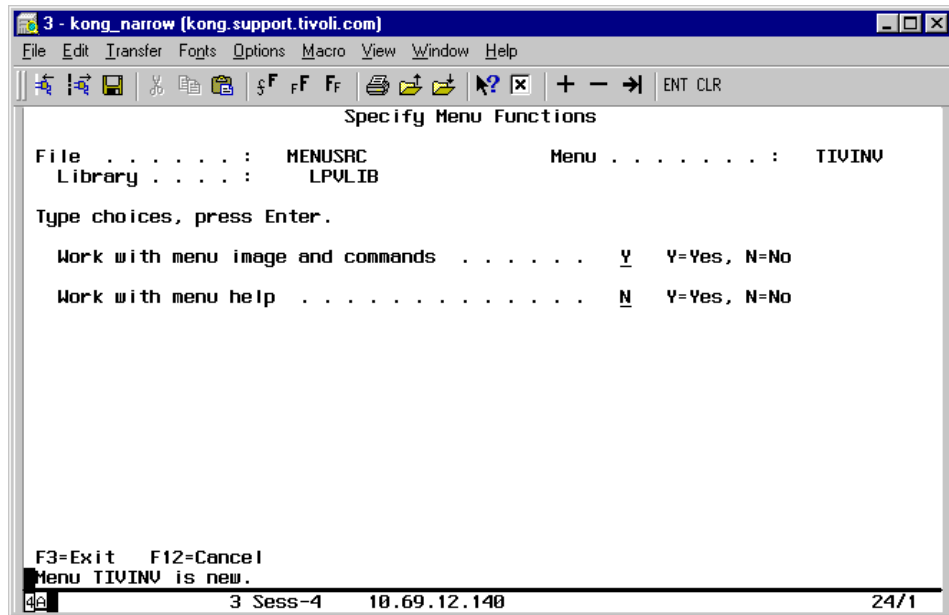 3 - kong_narrow (kong.support.tivoli.com)
File Edit Transfer Fonts Options Macro View Window Help
ENT CLR
Specify Menu Functions
File . . . . . . : MENUSRC Menu . . . . . . . : TIVINV
Library . . . . : LPVLIB
Type choices, press Enter.
Work with menu image and commands . . . . . . Y Y=Yes, N=No
Work with menu help . . . . . . . . . . . . . N Y=Yes, N=No
F3=Exit F12=Cancel
Menu TIVINV is new.
4A 3 Sess-4 10.69.12.140 24/1